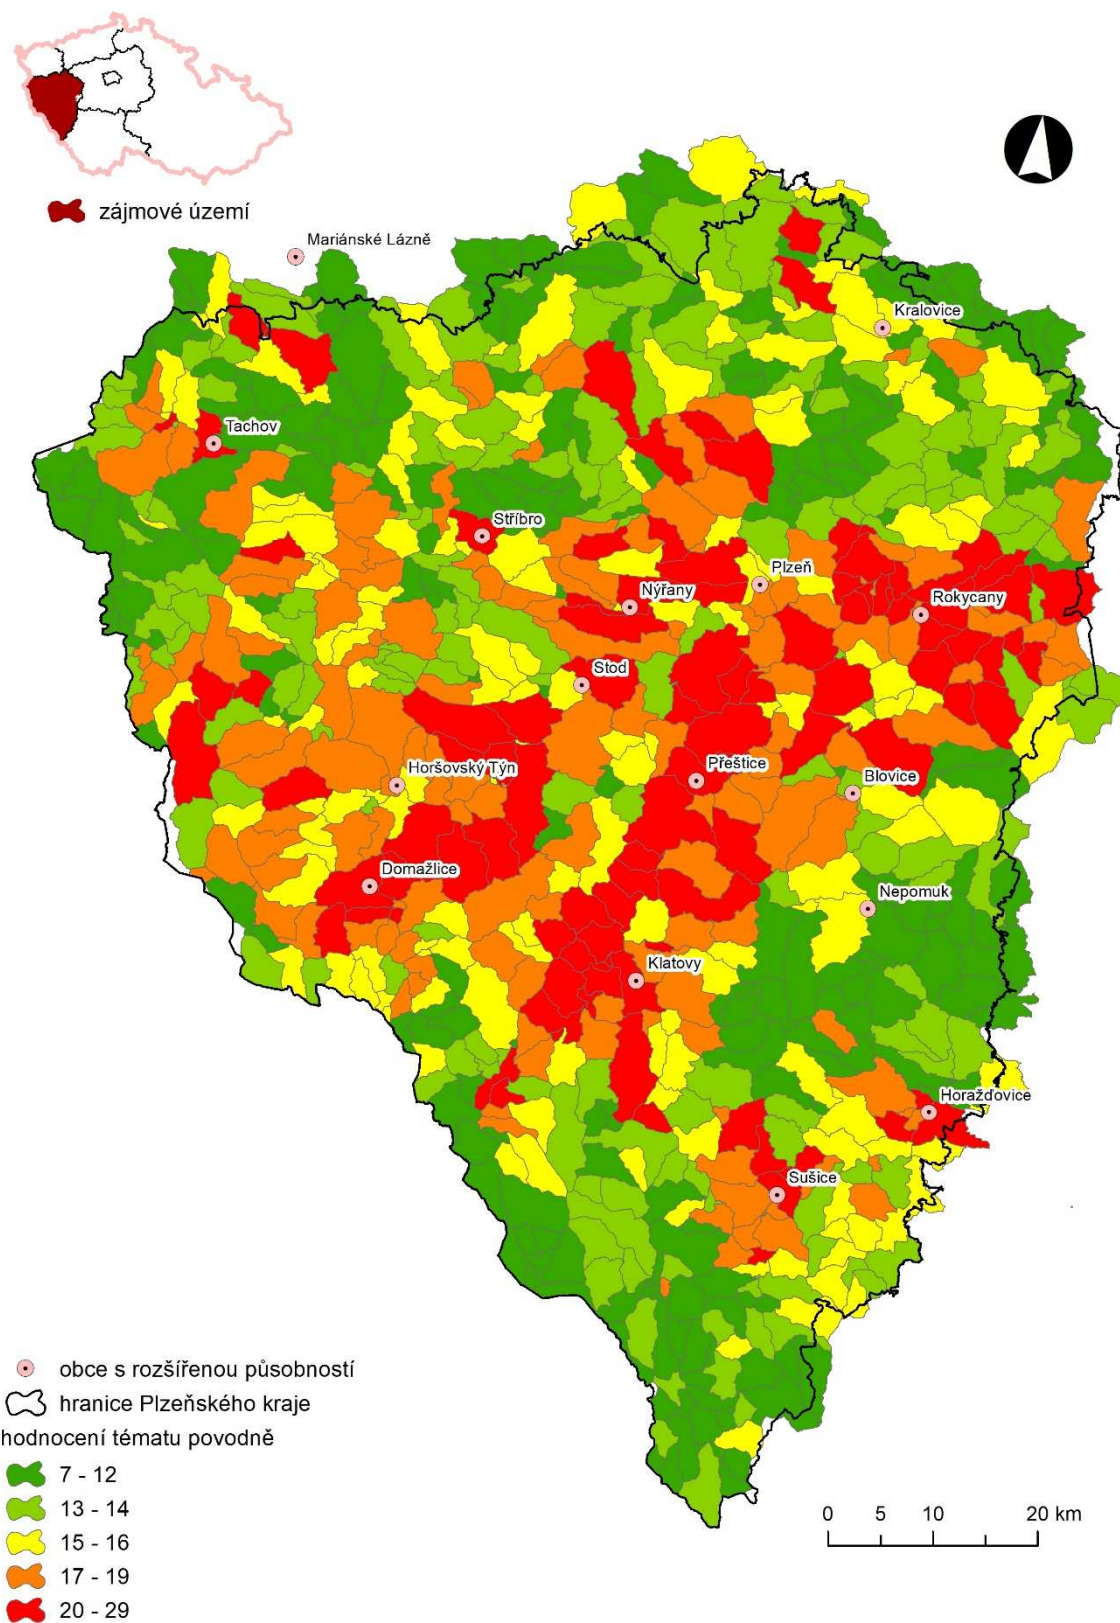 zájmové území
Mariánské Lázně
Kralovice
Tachov
Stříbro
Plzeň
Nýřany
Rokycany
Stod
Přeštice
Horšovský Týn
Blovice
Domažlice
Nepomuk
Klatovy
Horažďovice
Sušice
obce s rozšířenou působností
hranice Plzeňského kraje
hodnocení tématu povodně
7 - 12
13 - 14
15 - 16
17 - 19
20 - 29
0 5 10 20 km